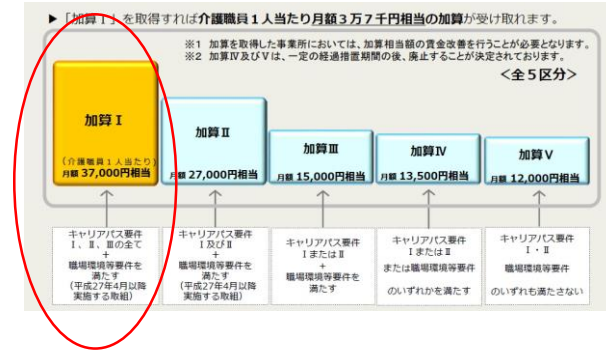 ▶「加算Ⅰ」を取得すれば介護職員１人当たり月額３万７千円相当の加算が受け取れます。
※１ 加算を取得した事業所においては、加算相当額の賃金改善を行うことが必要となります。
※２ 加算Ⅳ及びⅤは、一定の経過措置期間の後、廃止することが決定されております。
＜全５区分＞
加算Ⅰ
（介護職員１人当たり）
月額 37,000円相当
加算Ⅱ
月額 27,000円相当
加算Ⅲ
月額 15,000円相当
加算Ⅳ
月額 13,500円相当
加算Ⅴ
月額 12,000円相当
キャリアパス要件
Ⅰ、Ⅱ、Ⅲの全て
＋
職場環境等要件を
満たす
（平成27年4月以降
実施する取組）
キャリアパス要件
Ⅰ及びⅡ
＋
職場環境等要件を
満たす
（平成27年4月以降
実施する取組）
キャリアパス要件
ⅠまたはⅡ
＋
職場環境等要件を
満たす
キャリアパス要件
ⅠまたはⅡ
または職場環境等要件
のいずれかを満たす
キャリアパス要件
Ⅰ・Ⅱ
職場環境等要件
のいずれも満たさない